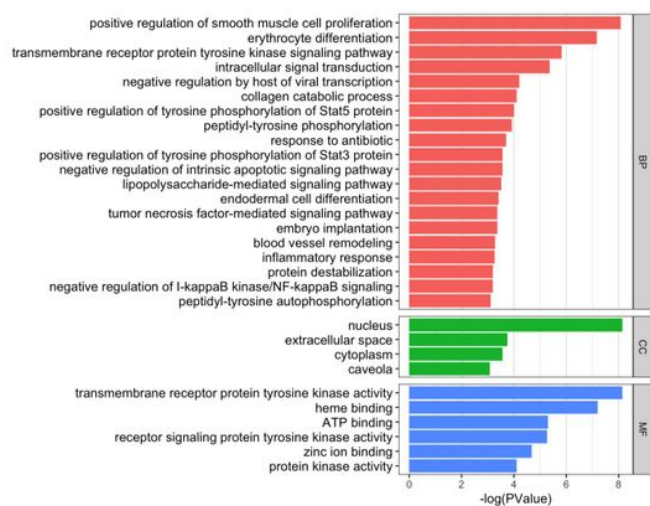 positive regulation of smooth muscle cell proliferation
erythrocyte differentiation
transmembrane receptor protein tyrosine kinase signaling pathway
intracellular signal transduction
negative regulation by host of viral transcription
collagen catabolic process
positive regulation of tyrosine phosphorylation of Stat5 protein
peptidyl-tyrosine phosphorylation
response to antibiotic
positive regulation of tyrosine phosphorylation of Stat3 protein
negative regulation of intrinsic apoptotic signaling pathway
lipopolysaccharide-mediated signaling pathway
endodermal cell differentiation
tumor necrosis factor-mediated signaling pathway
embryo implantation
blood vessel remodeling
inflammatory response
protein destabilization
negative regulation of I-kappaB kinase/NF-kappaB signaling
peptidyl-tyrosine autophosphorylation
BP
nucleus
extracellular space
cytoplasm
caveola
CC
transmembrane receptor protein tyrosine kinase activity
heme binding
ATP binding
receptor signaling protein tyrosine kinase activity
zinc ion binding
protein kinase activity
MF
0 2 4 6 8
-log(PValue)